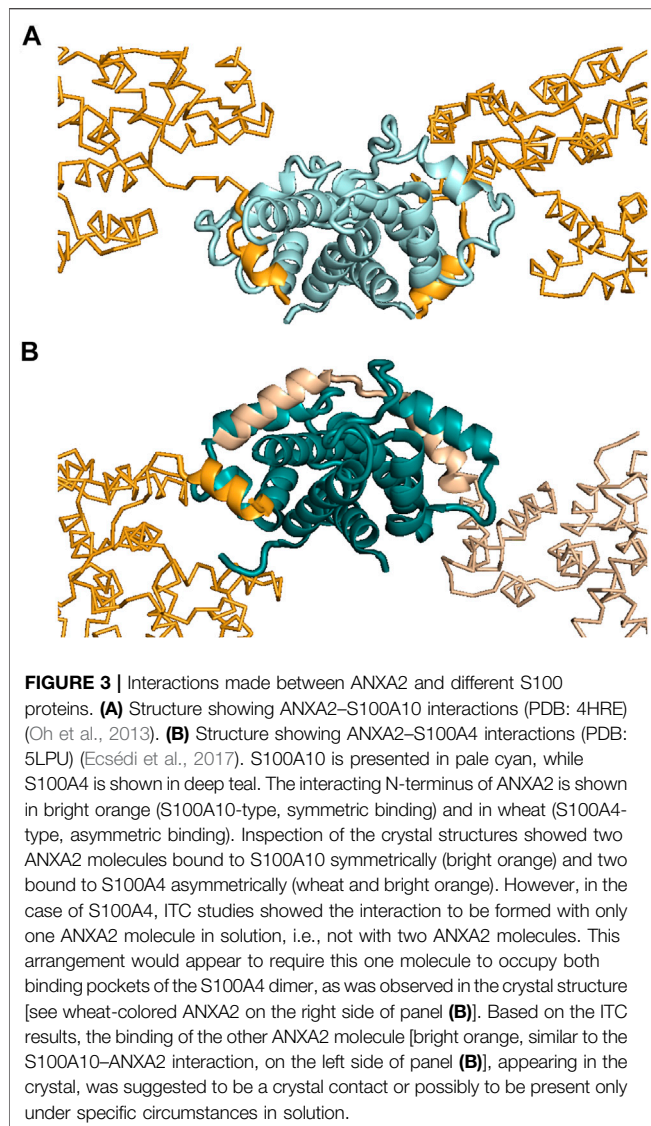 A
B
FIGURE 3 | Interactions made between ANXA2 and different S100
proteins. (A) Structure showing ANXA2–S100A10 interactions (PDB: 4HRE)
(Oh et al., 2013). (B) Structure showing ANXA2–S100A4 interactions (PDB:
5LPU) (Ecsédi et al., 2017). S100A10 is presented in pale cyan, while
S100A4 is shown in deep teal. The interacting N-terminus of ANXA2 is shown
in bright orange (S100A10-type, symmetric binding) and in wheat (S100A4-
type, asymmetric binding). Inspection of the crystal structures showed two
ANXA2 molecules bound to S100A10 symmetrically (bright orange) and two
bound to S100A4 asymmetrically (wheat and bright orange). However, in the
case of S100A4, ITC studies showed the interaction to be formed with only
one ANXA2 molecule in solution, i.e., not with two ANXA2 molecules. This
arrangement would appear to require this one molecule to occupy both
binding pockets of the S100A4 dimer, as was observed in the crystal structure
[see wheat-colored ANXA2 on the right side of panel (B)]. Based on the ITC
results, the binding of the other ANXA2 molecule [bright orange, similar to the
S100A10–ANXA2 interaction, on the left side of panel (B)], appearing in the
crystal, was suggested to be a crystal contact or possibly to be present only
under specific circumstances in solution.